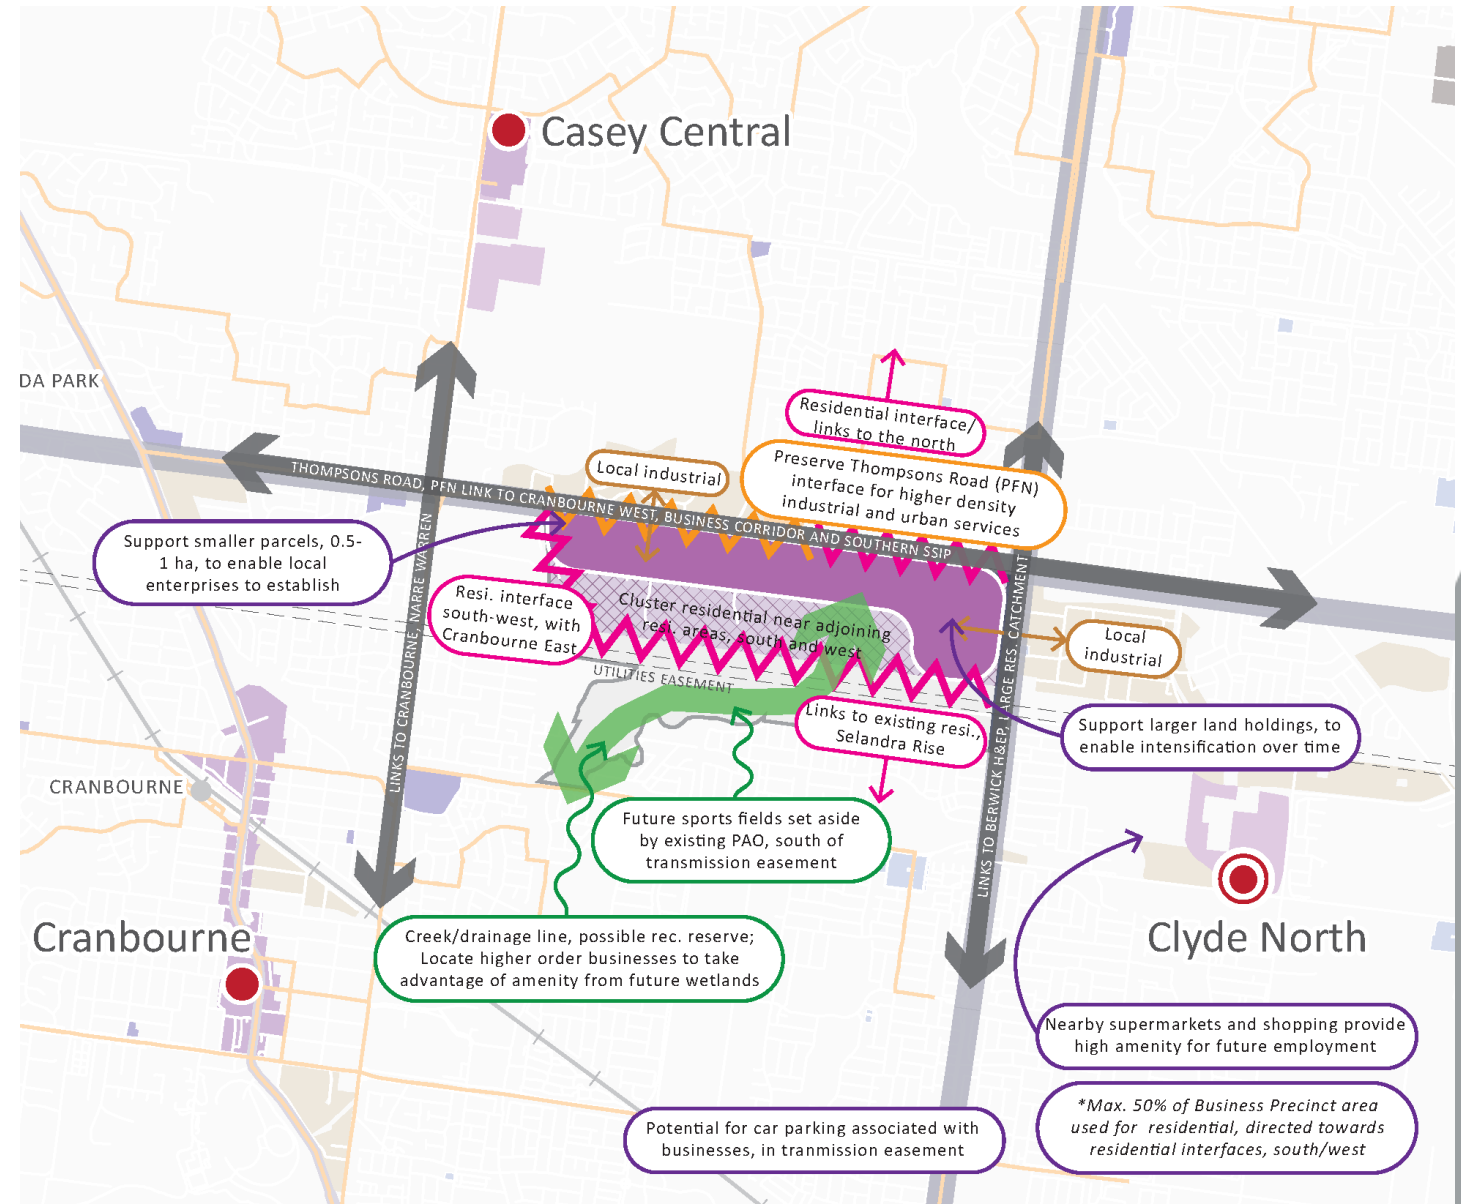 Casey Central
DA PARK
Residential interface/
links to the north
Local industrial
Preserve Thompsons Road (PFN)
interface for higher density
industrial and urban services
THOMPSONS ROAD, PFN LINK TO CRANBOURNE WEST, BUSINESS CORRIDOR AND SOUTHERN SSIP
Support smaller parcels, 0.5-
1 ha, to enable local
enterprises to establish
LINKS TO CRANBOURNE, NARRE WARREN
Resi. interface
south-west, with
Cranbourne East
Cluster residential near adjoining
resi. areas, south and west
UTILITIES EASEMENT
LINKS TO BERWICK H&EP, LARGE RES. CATCHMENT
Local
industrial
Links to existing resi.,
Selandra Rise
Support larger land holdings, to
enable intensification over time
CRANBOURNE
Future sports fields set aside
by existing PAO, south of
transmission easement
Cranbourne
Creek/drainage line, possible rec. reserve;
Locate higher order businesses to take
advantage of amenity from future wetlands
Clyde North
Nearby supermarkets and shopping provide
high amenity for future employment
*Max. 50% of Business Precinct area
used for residential, directed towards
residential interfaces, south/west
Potential for car parking associated with
businesses, in tranmission easement